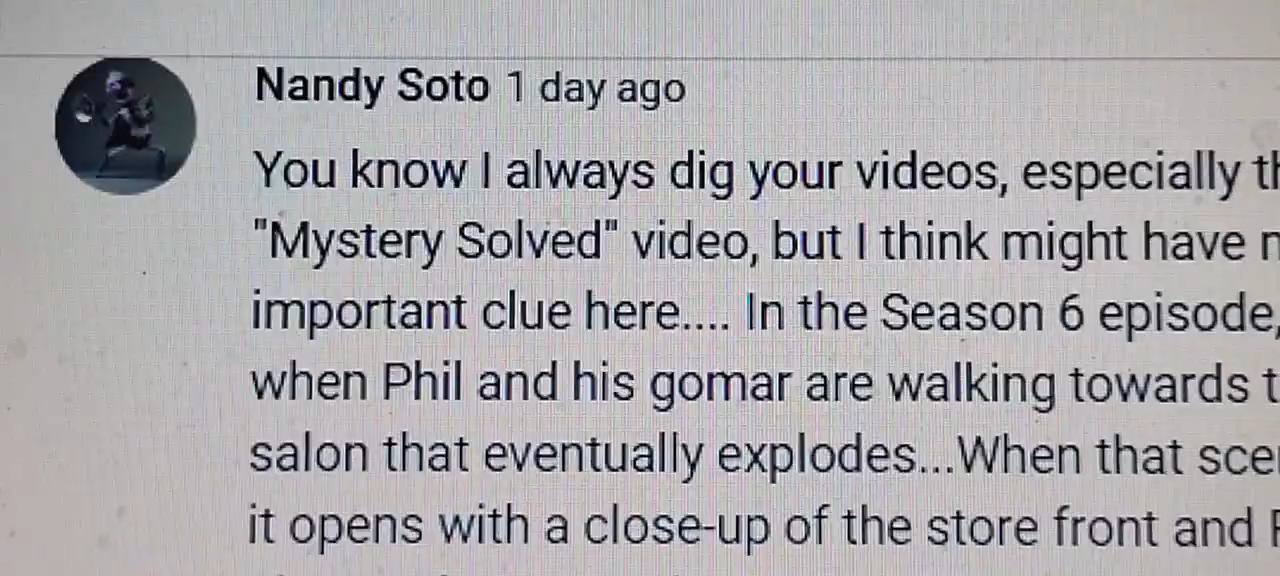 Nandy Soto 1 day ago
You know I always dig your videos, especially
"Mystery Solved" video, but I think might have
important clue here.... In the Season 6 episode,
when Phil and his gomar are walking towards
salon that eventually explodes...When that
it opens with a close-up of the store front and